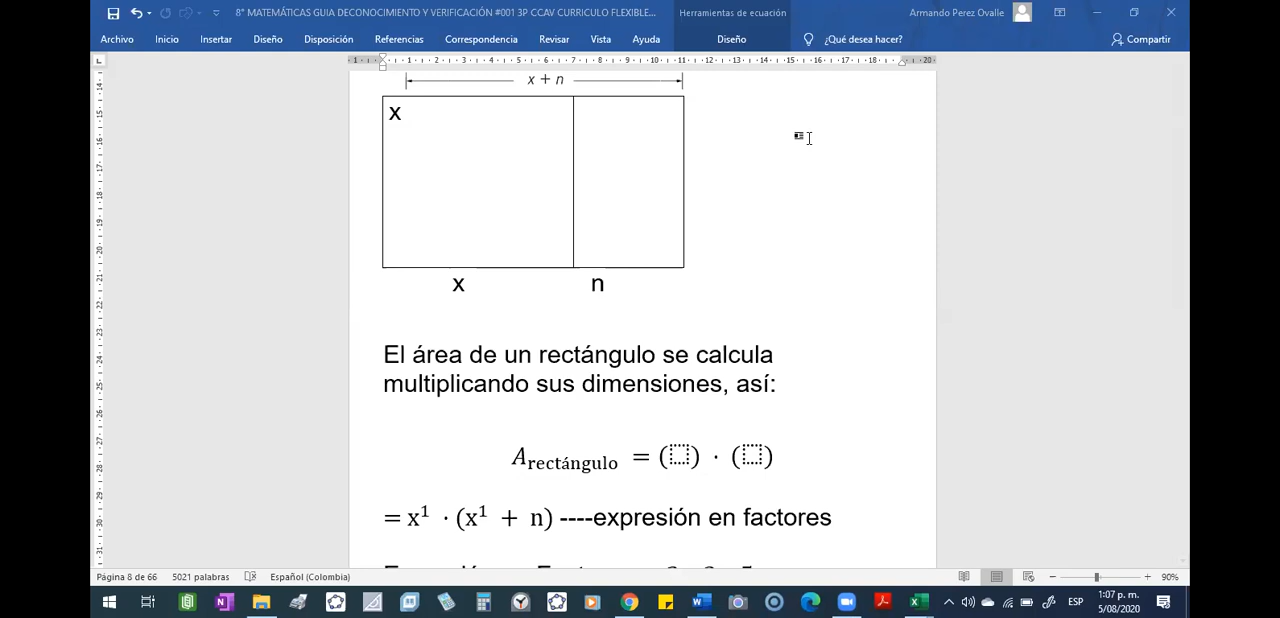 8° MATEMÁTICAS GUIA DECONOCIMIENTO Y VERIFICACIÓN #001 3P CCAV CURRICULO FLEXIBLE...
Herramientas de ecuación
Armando Perez Ovalle
Archivo Inicio Insertar Diseño Disposición Referencias Correspondencia Revisar Vista Ayuda Diseño ¿Qué desea hacer? Compartir
x + n
x
x n
El área de un rectángulo se calcula
multiplicando sus dimensiones, así:
A rectángulo = (⬚) · (⬚)
= x¹ · (x¹ + n) ----expresión en factores
Página 8 de 66 5021 palabras Español (Colombia) 90%
ESP
1:07 p. m.
5/08/2020